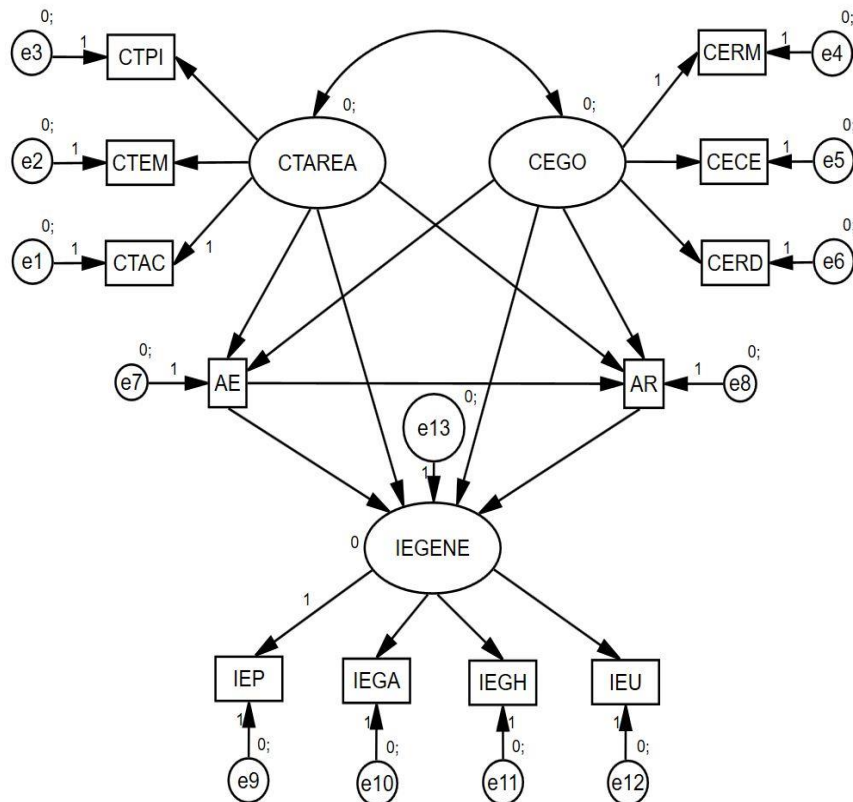 0;
0;
e3
1
CTPI
CERM
1
e4
1
0;
0;
0;
0;
e2
1
CTEM
CTAREA
CEGO
CECE
1
e5
0;
0;
e1
1
CTAC
1
CERD
1
e6
0;
0;
e7
1
AE
AR
1
e8
0;
e13
1
0
IEGENE
1
IEP
IEGA
IEGH
IEU
1
1
1
1
0;
0;
0;
0;
e9
e10
e11
e12